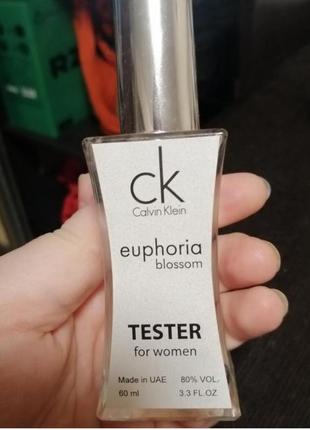 ck
Calvin Klein
euphoria
blossom
TESTER
for women
Made in UAE 80% VOL.
60 ml 3.3 FL.OZ